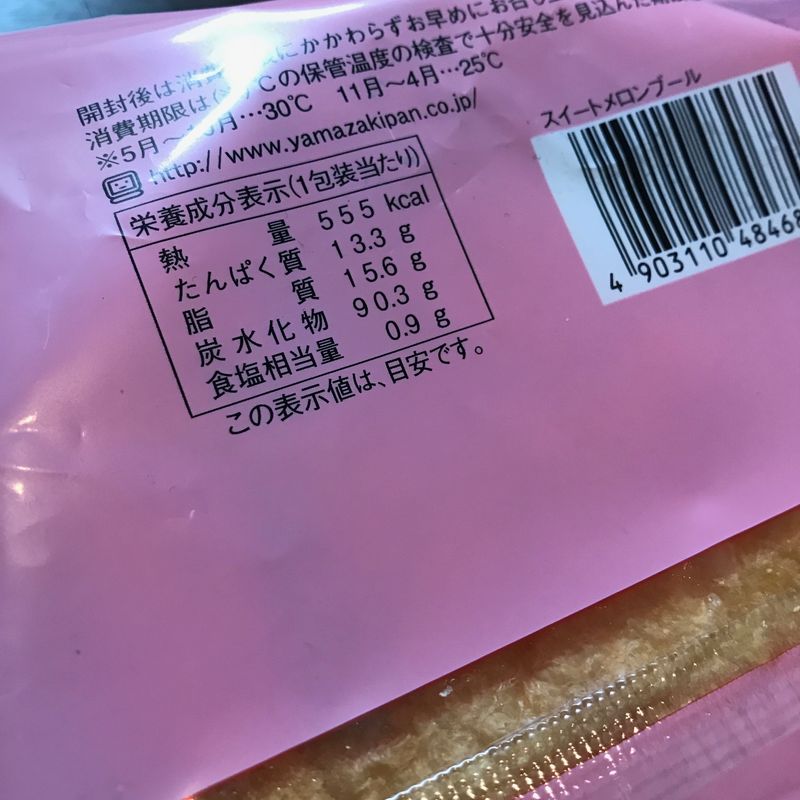 開封後は消費 にかかわらずお早めにお召し
消費期限は(※)℃の保管温度の検査で十分安全を見込んだ
※5月〜10月…30℃ 11月〜4月…25℃
http://www.yamazakipan.co.jp/
栄養成分表示(1包装当たり)
熱量 555 kcal
たんぱく質 13.3 g
脂質 15.6 g
炭水化物 90.3 g
食塩相当量 0.9 g
この表示値は、目安です。
スイートメロンブール
4 903110 48468